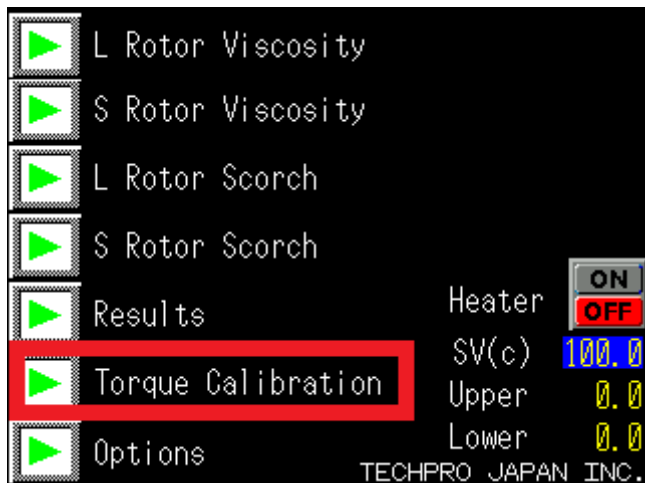 L Rotor Viscosity
S Rotor Viscosity
L Rotor Scorch
S Rotor Scorch
Results
Torque Calibration
Options
Heater ON OFF
SV(c) 100.0
Upper 0.0
Lower 0.0
TECHPRO JAPAN INC.